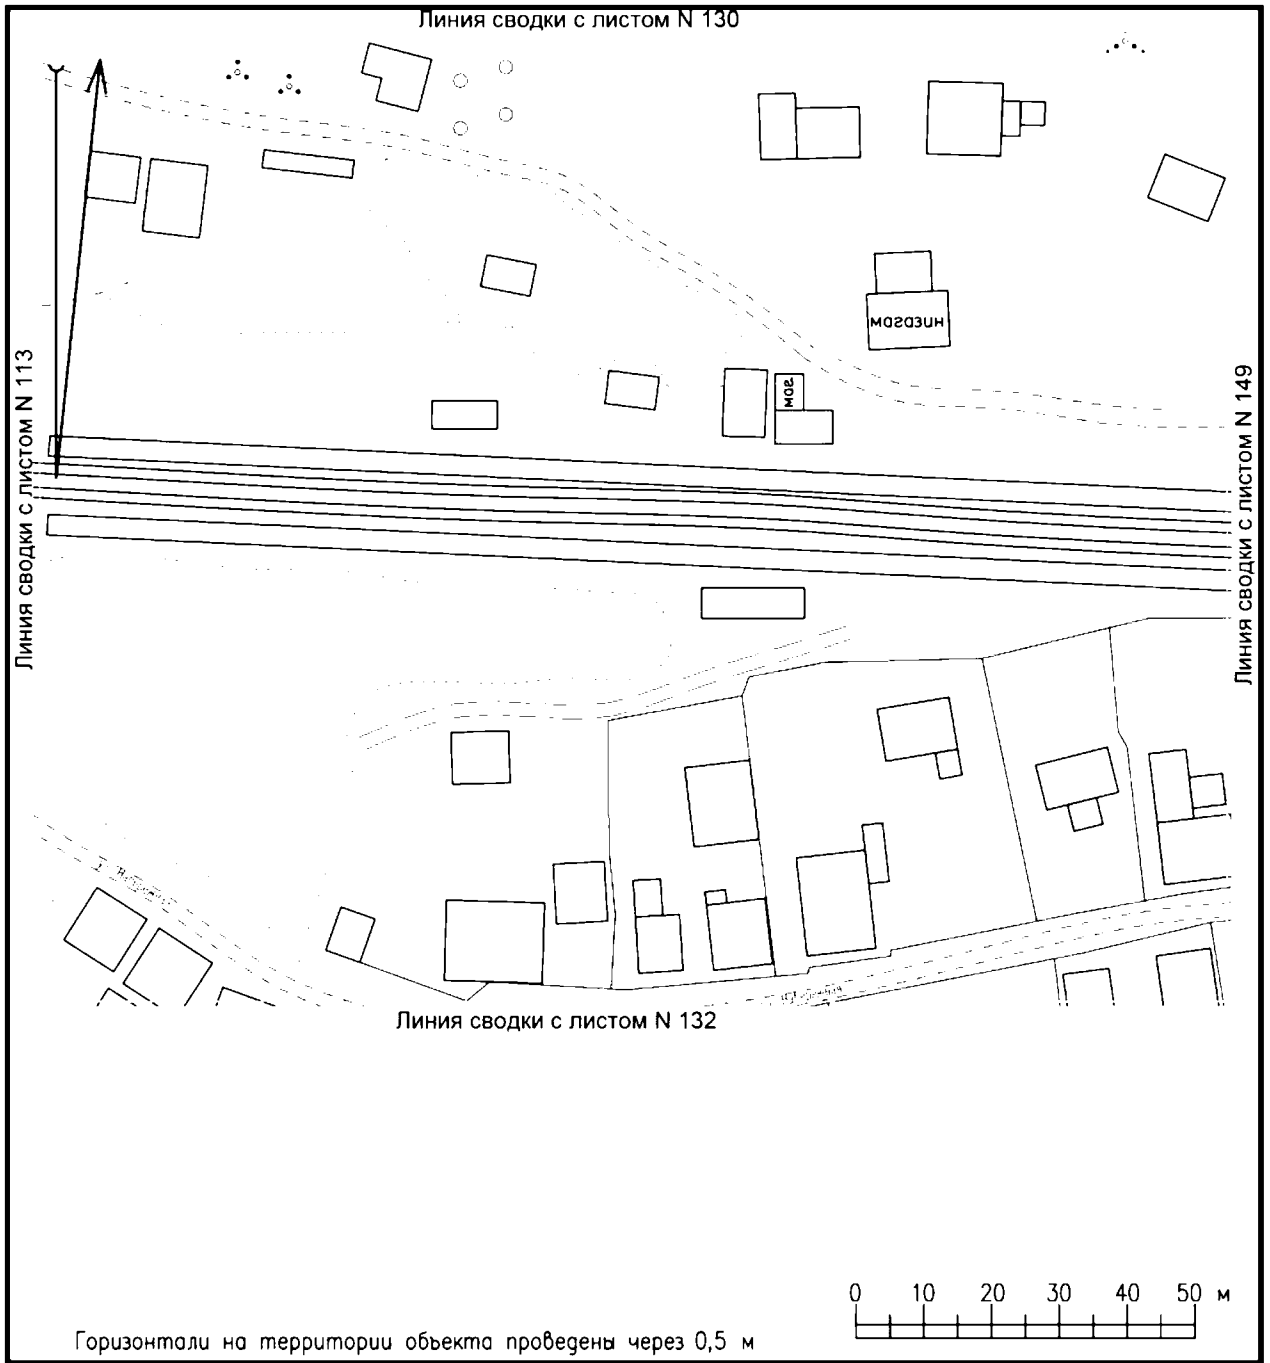 Линия сводки с листом N 130
магазин
маг
Линия сводки с листом N 113
Линия сводки с листом N 149
Линия сводки с листом N 132
0 10 20 30 40 50 м
Горизонтали на территории объекта проведены через 0,5 м